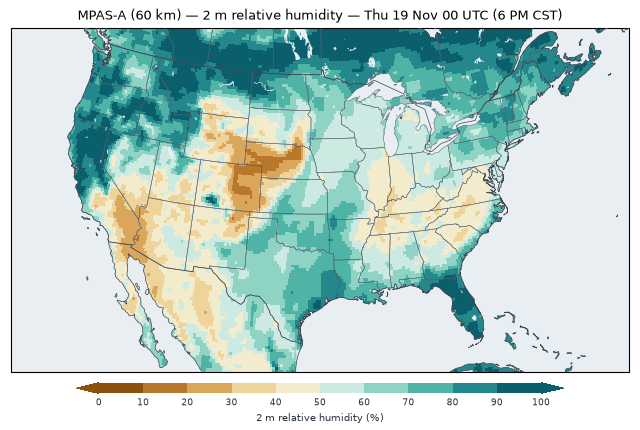 MPAS-A (60 km) — 2 m relative humidity — Thu 19 Nov 00 UTC (6 PM CST)
0 10 20 30 40 50 60 70 80 90 100
2 m relative humidity (%)